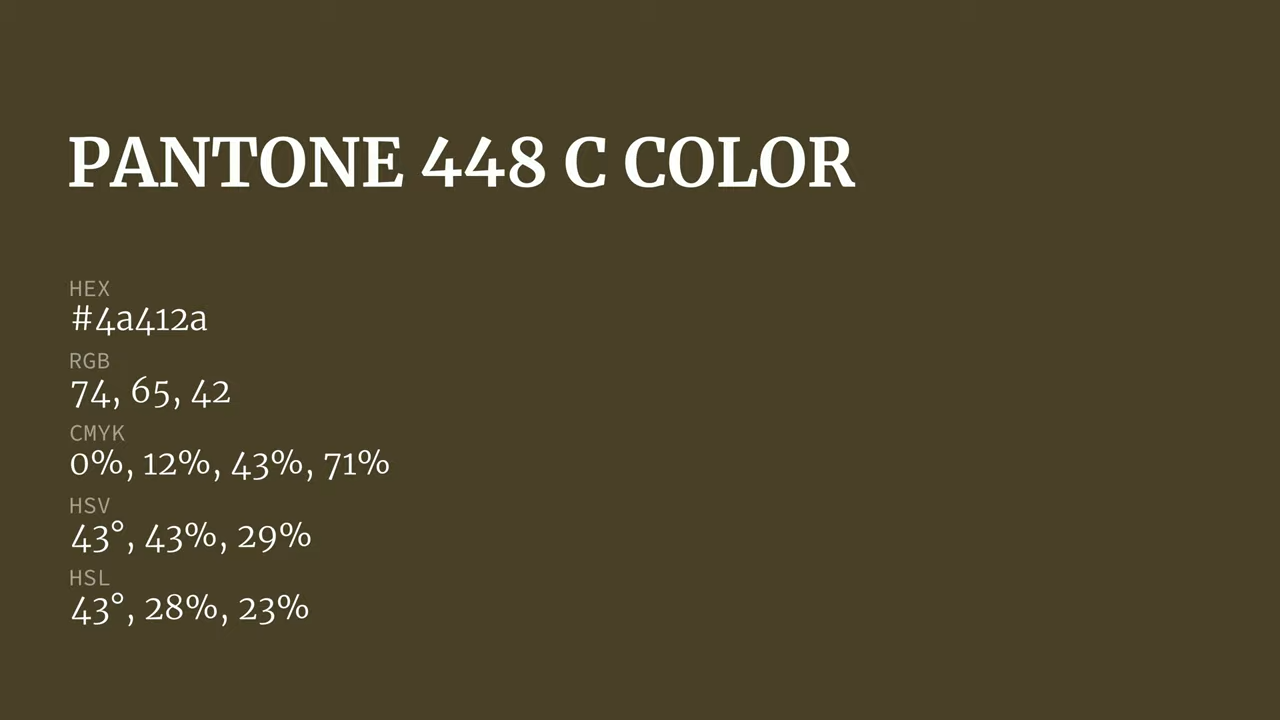 PANTONE 448 C COLOR
HEX
#4a412a
RGB
74, 65, 42
CMYK
0%, 12%, 43%, 71%
HSV
43°, 43%, 29%
HSL
43°, 28%, 23%